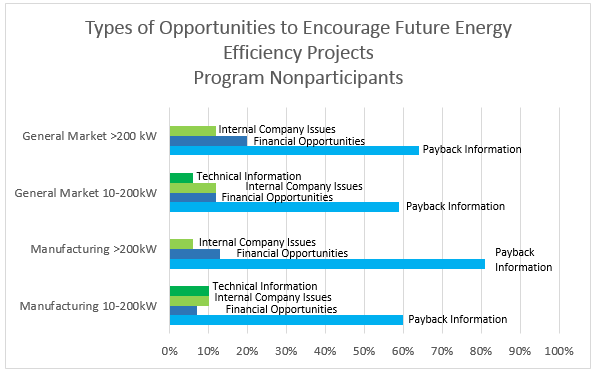 Types of Opportunities to Encourage Future Energy
Efficiency Projects
Program Nonparticipants
General Market >200 kW
Internal Company Issues
Financial Opportunities
Payback Information
General Market 10-200kW
Technical Information
Internal Company Issues
Financial Opportunities
Payback Information
Manufacturing >200kW
Internal Company Issues
Financial Opportunities
Payback
Information
Manufacturing 10-200kW
Technical Information
Internal Company Issues
Financial Opportunities
Payback Information
0% 10% 20% 30% 40% 50% 60% 70% 80% 90% 100%